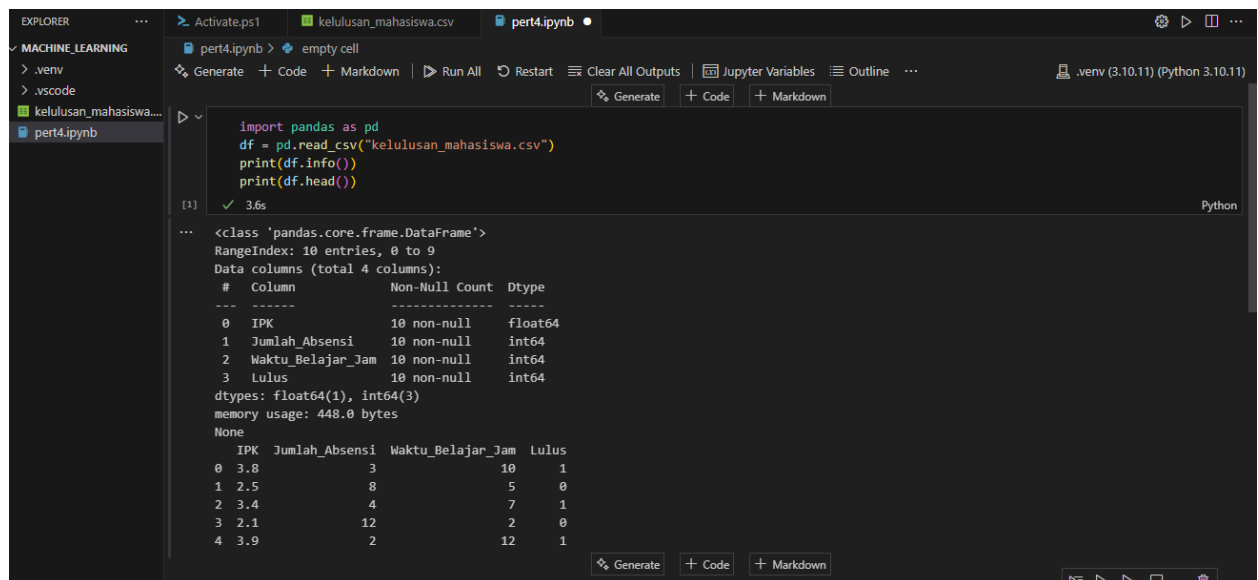 EXPLORER ...
Activate.ps1 kelulusan_mahasiswa.csv pert4.ipynb
MACHINE_LEARNING
.venv
.vscode
kelulusan_mahasiswa....
pert4.ipynb
pert4.ipynb > empty cell
Generate + Code + Markdown | Run All Restart Clear All Outputs | Jupyter Variables Outline ... .venv (3.10.11) (Python 3.10.11)
Generate + Code + Markdown
import pandas as pd
df = pd.read_csv("kelulusan_mahasiswa.csv")
print(df.info())
print(df.head())
[1] ✓ 3.6s Python
... <class 'pandas.core.frame.DataFrame'>
RangeIndex: 10 entries, 0 to 9
Data columns (total 4 columns):
# Column Non-Null Count Dtype
--- ------ -------------- -----
0 IPK 10 non-null float64
1 Jumlah_Absensi 10 non-null int64
2 Waktu_Belajar_Jam 10 non-null int64
3 Lulus 10 non-null int64
dtypes: float64(1), int64(3)
memory usage: 448.0 bytes
None
IPK Jumlah_Absensi Waktu_Belajar_Jam Lulus
0 3.8 3 10 1
1 2.5 8 5 0
2 3.4 4 7 1
3 2.1 12 2 0
4 3.9 2 12 1
Generate + Code + Markdown